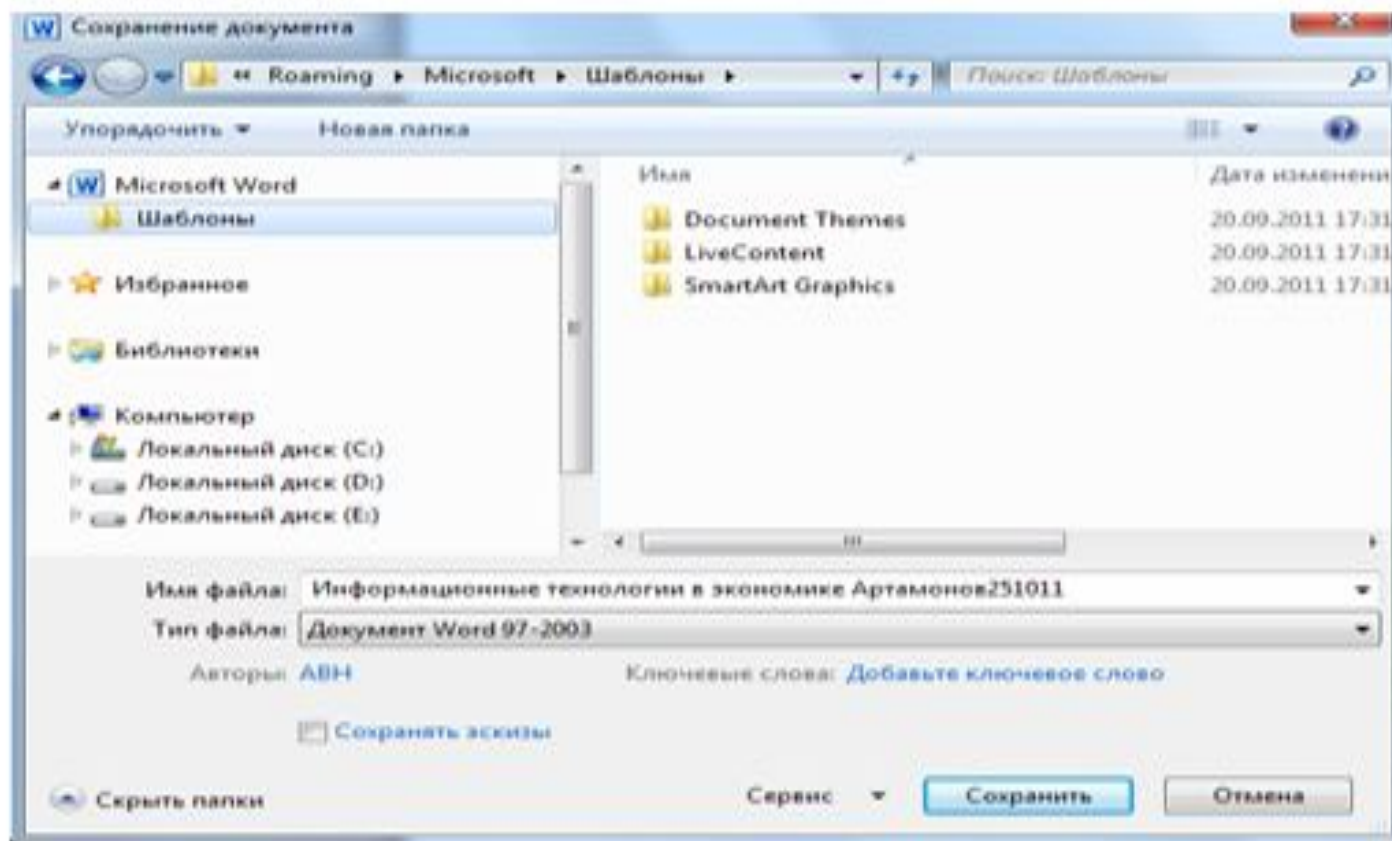 Сохранение документа
« Roaming ▸ Microsoft ▸ Шаблоны ▸ Поиск: Шаблоны
Упорядочить Новая папка
Microsoft Word
Шаблоны
Избранное
Библиотеки
Компьютер
Локальный диск (C:)
Локальный диск (D:)
Локальный диск (E:)
Имя Дата изменени
Document Themes 20.09.2011 17:31
LiveContent 20.09.2011 17:31
SmartArt Graphics 20.09.2011 17:31
Имя файла: Информационные технологии в экономике Артамонов251011
Тип файла: Документ Word 97-2003
Авторы: АВН Ключевые слова: Добавьте ключевое слово
Сохранять эскизы
Скрыть папки Сервис Сохранить Отмена